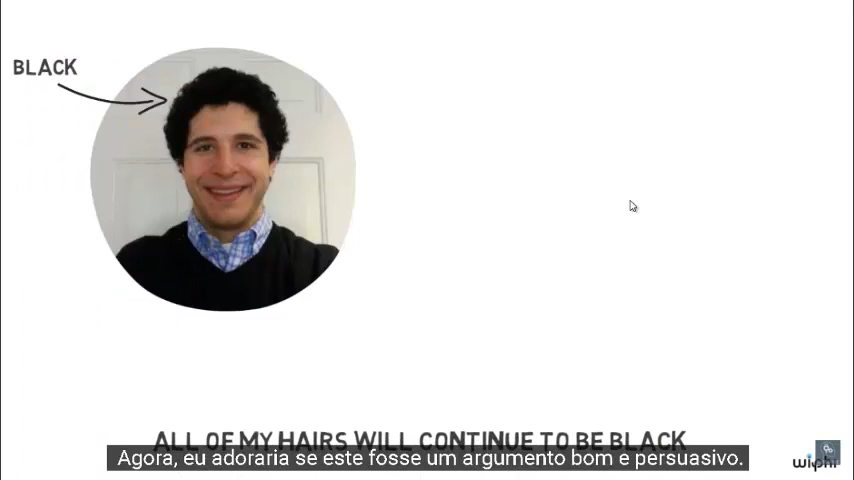 BLACK
ALL OF MY HAIRS WILL CONTINUE TO BE BLACK
Agora, eu adoraria se este fosse um argumento bom e persuasivo.
wiphi